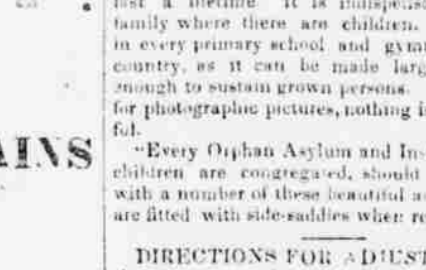 last a lifetime It is indispens
family where there are children.
in every primary school and gym
country, as it can be made larg
enough to sustain grown persons.
for photographic pictures, nothing i
ful.
AINS
"Every Orphan Asylum and Ins
children are congregated, should
with a number of these beautiful a
are fitted with side-saddles when re
DIRECTIONS FOR ADJUST